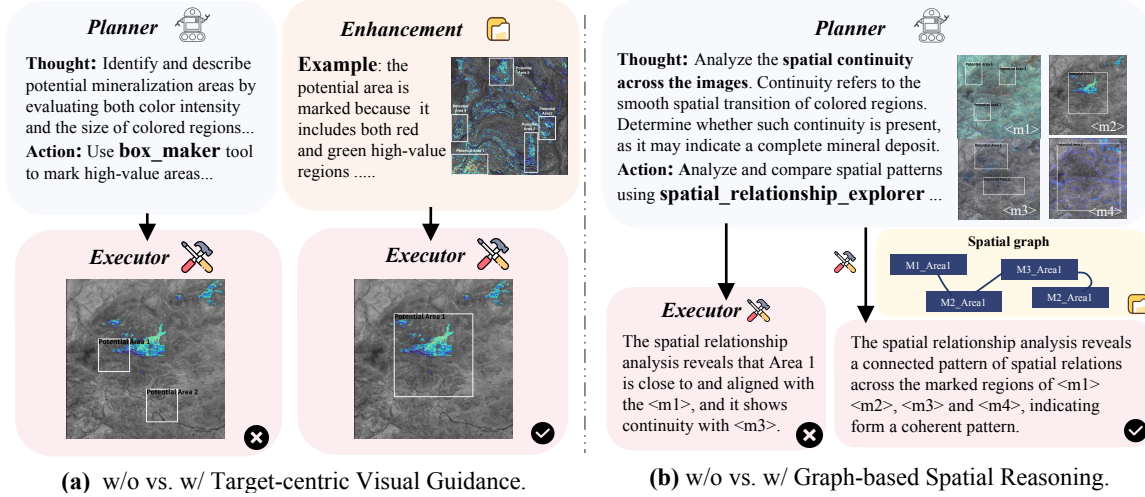 Planner
Thought: Identify and describe
potential mineralization areas by
evaluating both color intensity
and the size of colored regions...
Action: Use box_maker tool
to mark high-value areas...
Enhancement
Example: the
potential area is
marked because it
includes both red
and green high-value
regions .....
Executor
Potential Area 1
Potential Area 2
Executor
Potential Area 1
(a) w/o vs. w/ Target-centric Visual Guidance.
Planner
Thought: Analyze the spatial continuity
across the images. Continuity refers to the
smooth spatial transition of colored regions.
Determine whether such continuity is present,
as it may indicate a complete mineral deposit.
Action: Analyze and compare spatial patterns
using spatial_relationship_explorer ...
<m1>
<m2>
<m3>
<m4>
Executor
The spatial relationship
analysis reveals that Area 1
is close to and aligned with
the <m1>, and it shows
continuity with <m3>.
Spatial graph
M1_Area1
M3_Area1
M2_Area1
M2_Area1
The spatial relationship analysis reveals
a connected pattern of spatial relations
across the marked regions of <m1>
<m2>, <m3> and <m4>, indicating
form a coherent pattern.
(b) w/o vs. w/ Graph-based Spatial Reasoning.